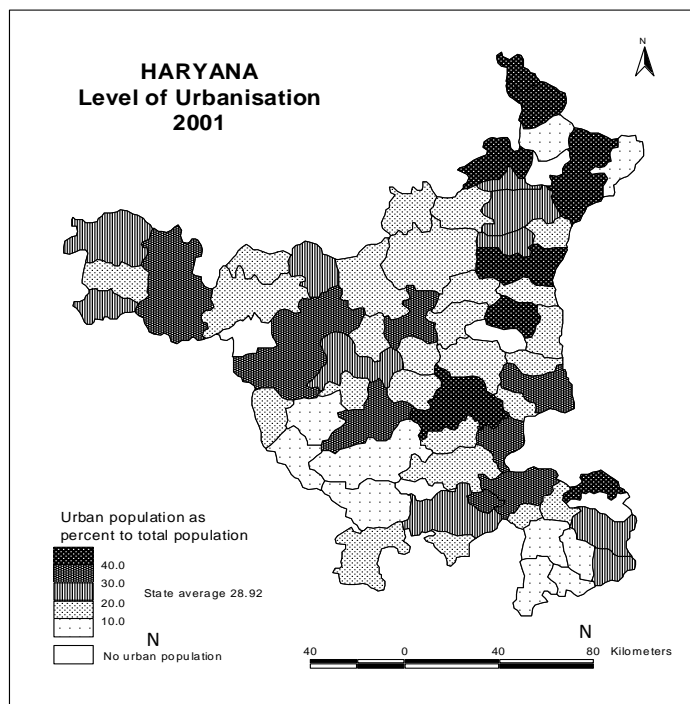 HARYANA
Level of Urbanisation
2001
N
Urban population as
percent to total population
40.0
30.0
State average 28.92
20.0
10.0
N
No urban population
N
40 0 40 80 Kilometers